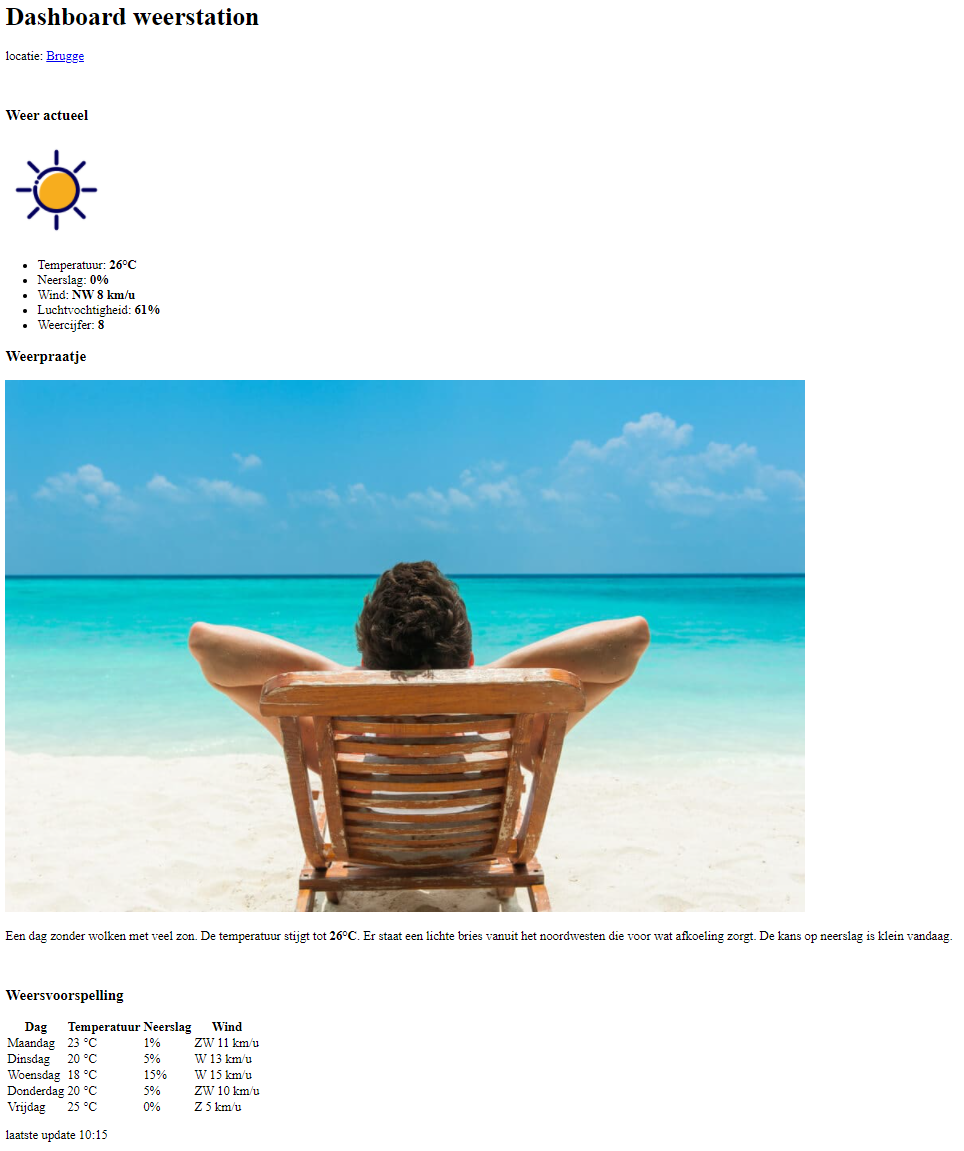 Dashboard weerstation
locatie: Brugge
Weer actueel
Temperatuur: 26°C
Neerslag: 0%
Wind: NW 8 km/u
Luchtvochtigheid: 61%
Weercijfer: 8
Weerpraatje
Een dag zonder wolken met veel zon. De temperatuur stijgt tot 26°C. Er staat een lichte bries vanuit het noordwesten die voor wat afkoeling zorgt. De kans op neerslag is klein vandaag.
Weersvoorspelling
Dag Temperatuur Neerslag Wind
Maandag 23 °C 1% ZW 11 km/u
Dinsdag 20 °C 5% W 13 km/u
Woensdag 18 °C 15% W 15 km/u
Donderdag 20 °C 5% ZW 10 km/u
Vrijdag 25 °C 0% Z 5 km/u
laatste update 10:15